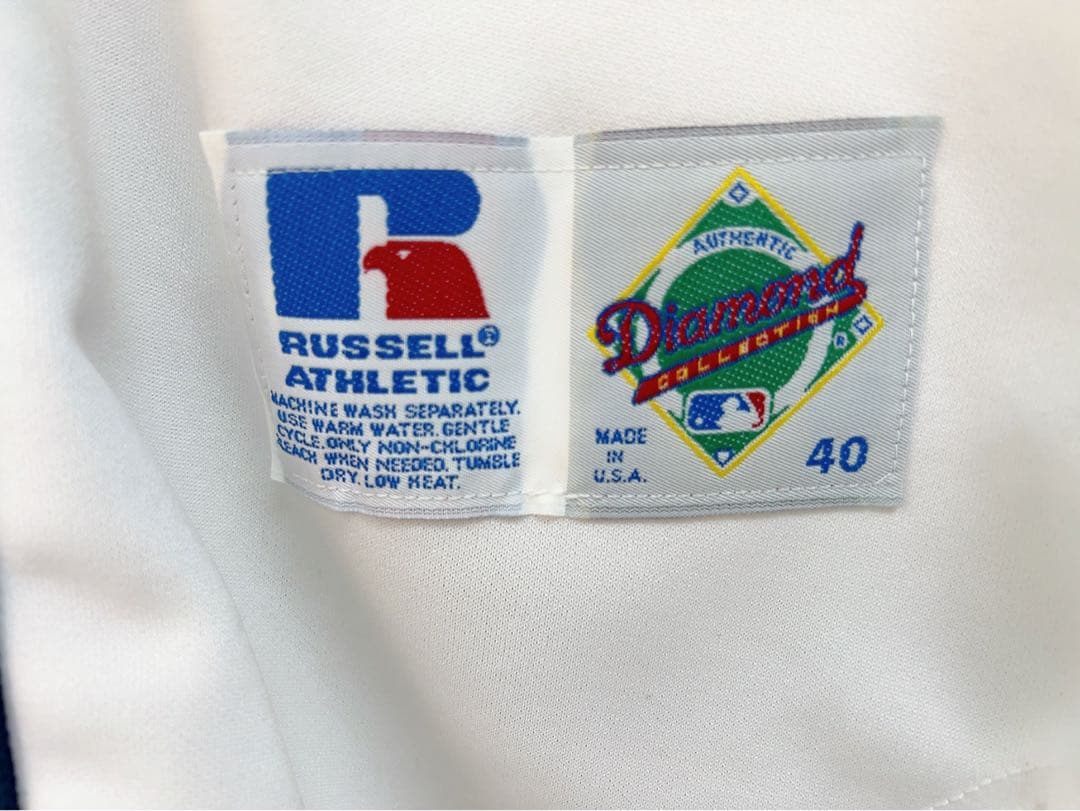 RUSSELL®
ATHLETIC
MACHINE WASH SEPARATELY.
USE WARM WATER. GENTLE
CYCLE. ONLY NON-CHLORINE
BLEACH WHEN NEEDED. TUMBLE
DRY. LOW HEAT.
AUTHENTIC
Diamond
COLLECTION
®
MADE
IN
U.S.A.
40